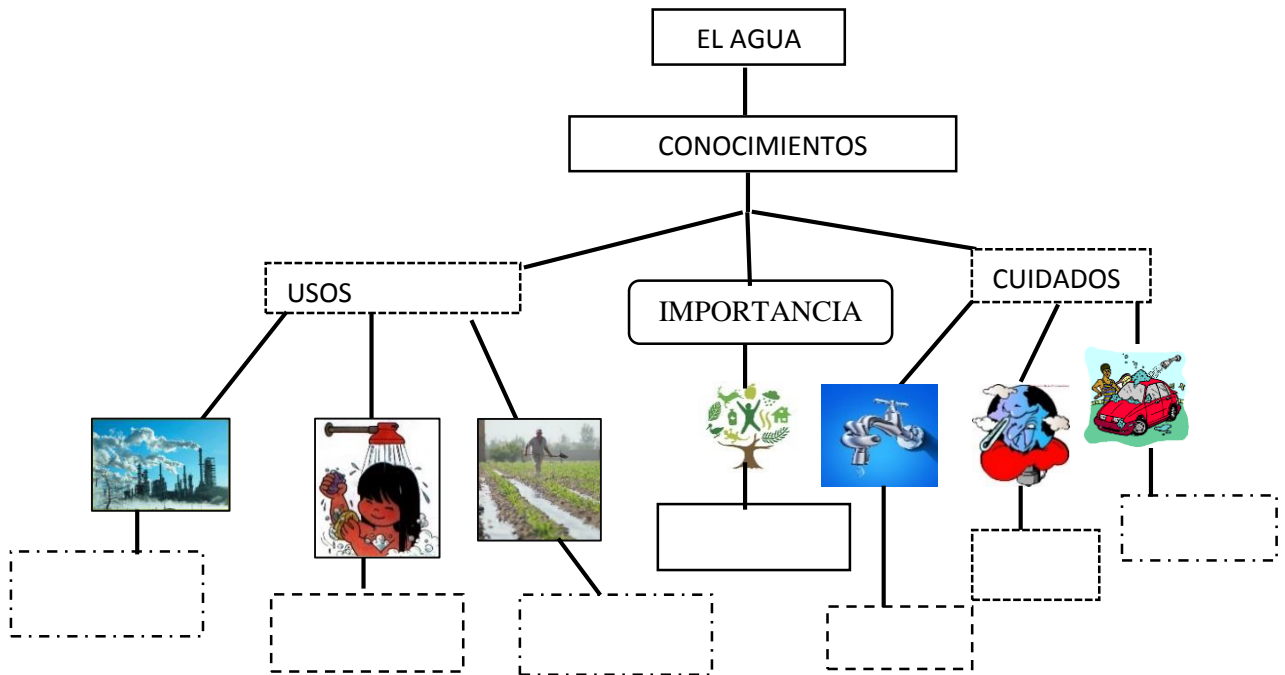 EL AGUA
CONOCIMIENTOS
USOS
IMPORTANCIA
CUIDADOS